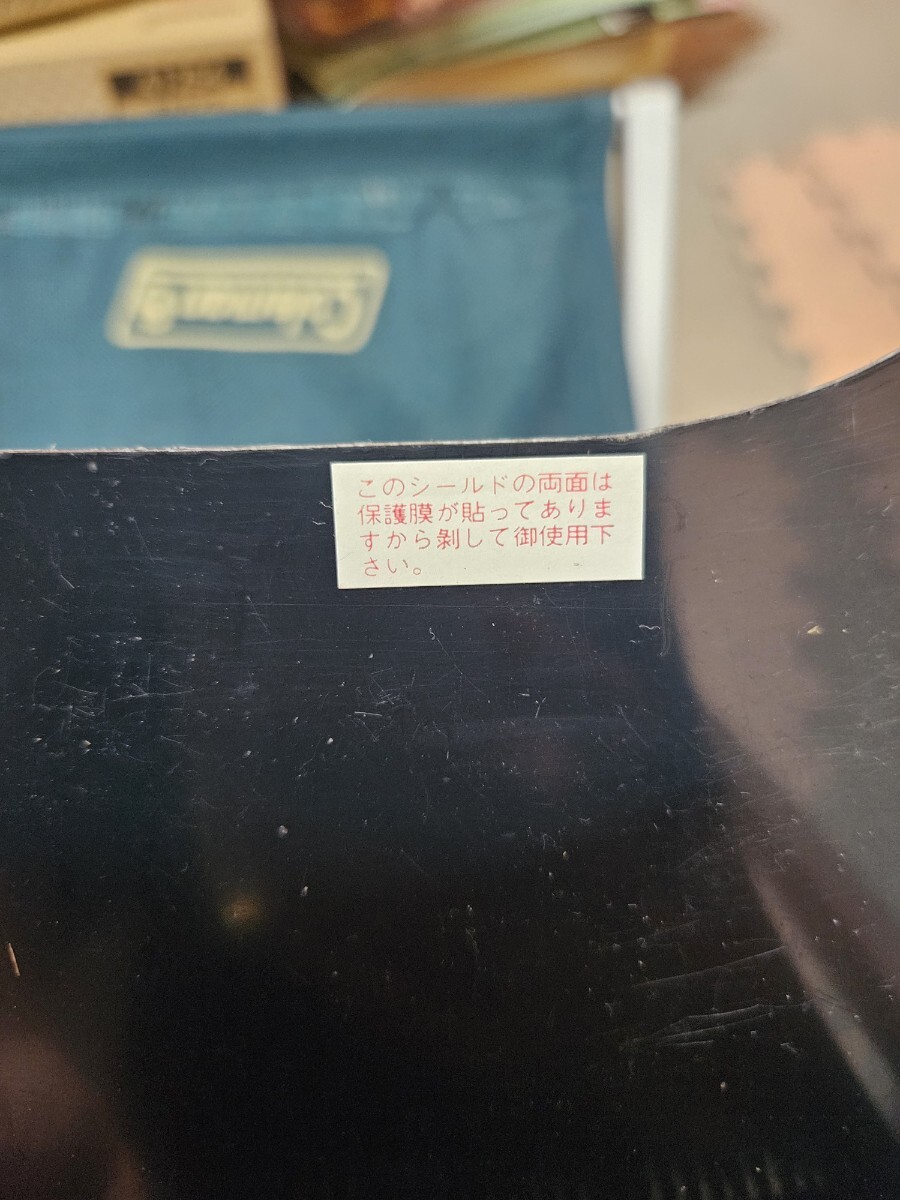 Coleman®
このシールドの両面は
保護膜が貼ってありま
すから剝して御使用下
さい。